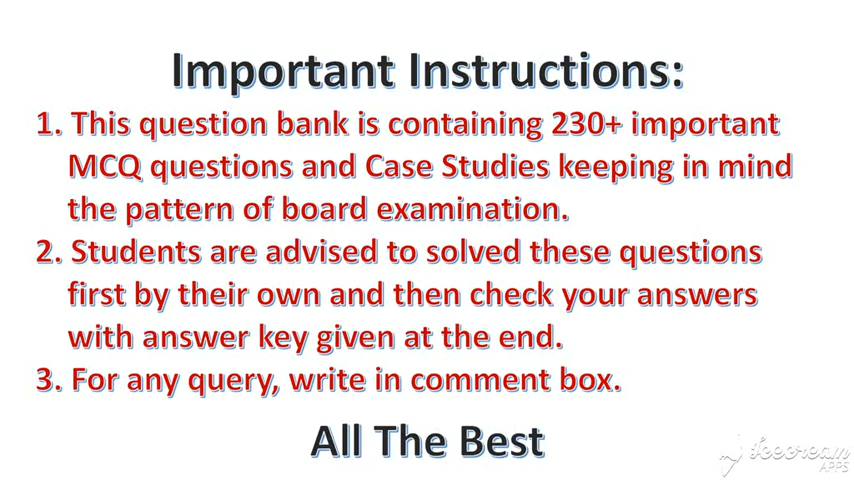 Important Instructions:
1. This question bank is containing 230+ important
MCQ questions and Case Studies keeping in mind
the pattern of board examination.
2. Students are advised to solved these questions
first by their own and then check your answers
with answer key given at the end.
3. For any query, write in comment box.
All The Best
Icecream
APPS